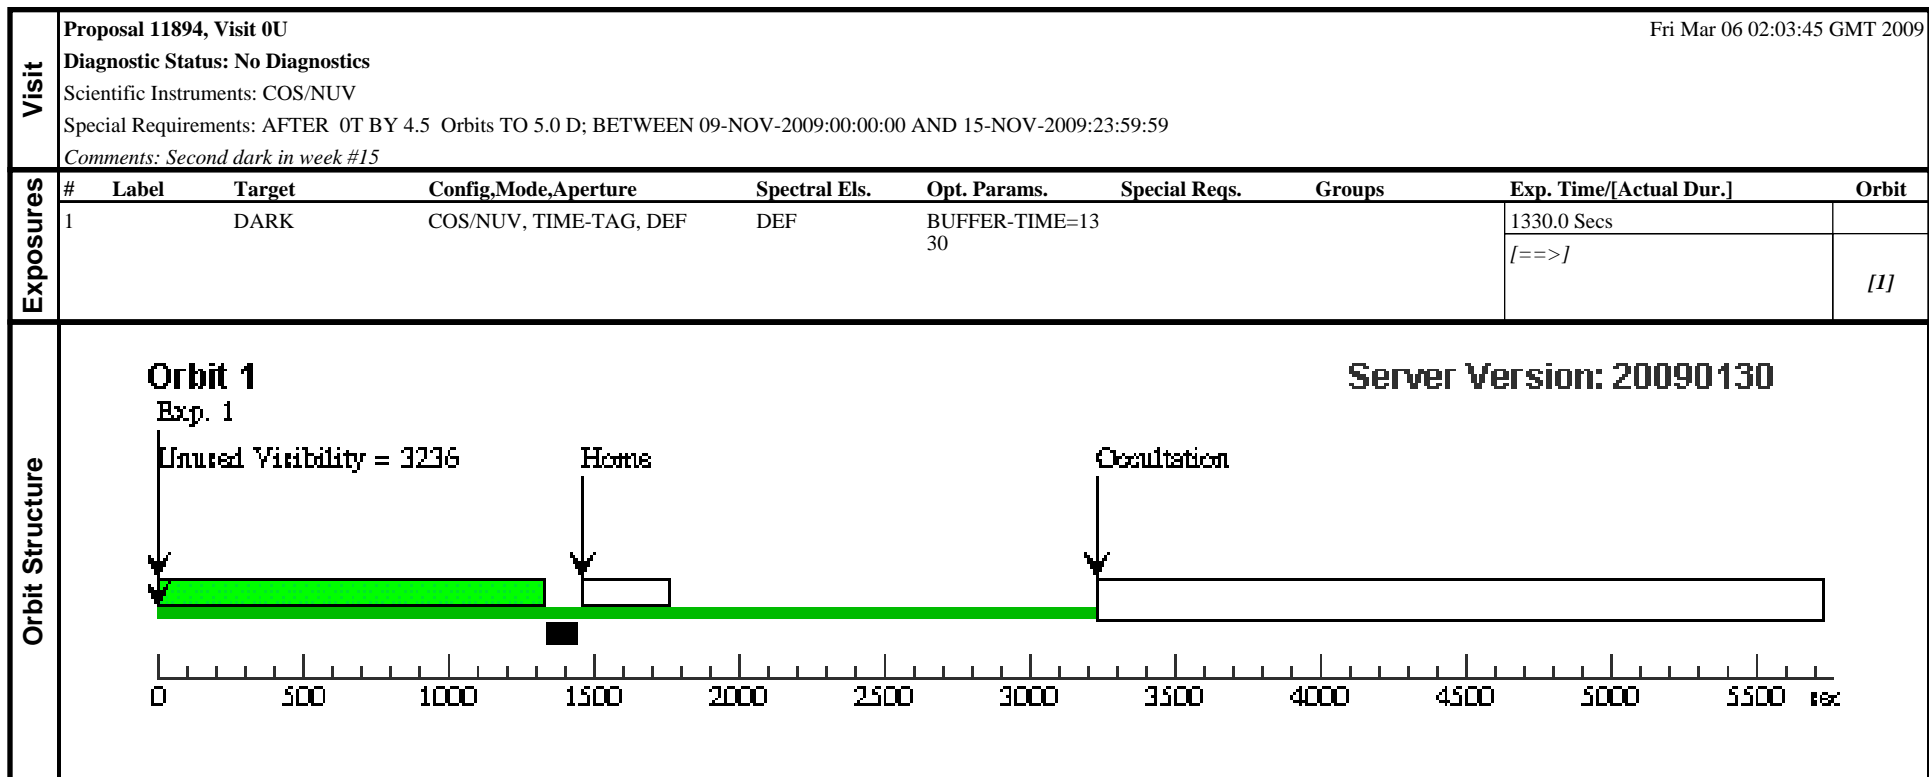 Visit
Proposal 11894, Visit 0U
Fri Mar 06 02:03:45 GMT 2009
Diagnostic Status: No Diagnostics
Scientific Instruments: COS/NUV
Special Requirements: AFTER 0T BY 4.5 Orbits TO 5.0 D; BETWEEN 09-NOV-2009:00:00:00 AND 15-NOV-2009:23:59:59
Comments: Second dark in week #15
Exposures
# Label Target Config,Mode,Aperture Spectral Els. Opt. Params. Special Reqs. Groups Exp. Time/[Actual Dur.] Orbit
1 DARK COS/NUV, TIME-TAG, DEF DEF BUFFER-TIME=13 1330.0 Secs
30
[==>]
[1]
Orbit Structure
Orbit 1
Server Version: 20090130
Exp. 1
Unused Visibility = 3236 Home Occultation
0 500 1000 1500 2000 2500 3000 3500 4000 4500 5000 5500 sec